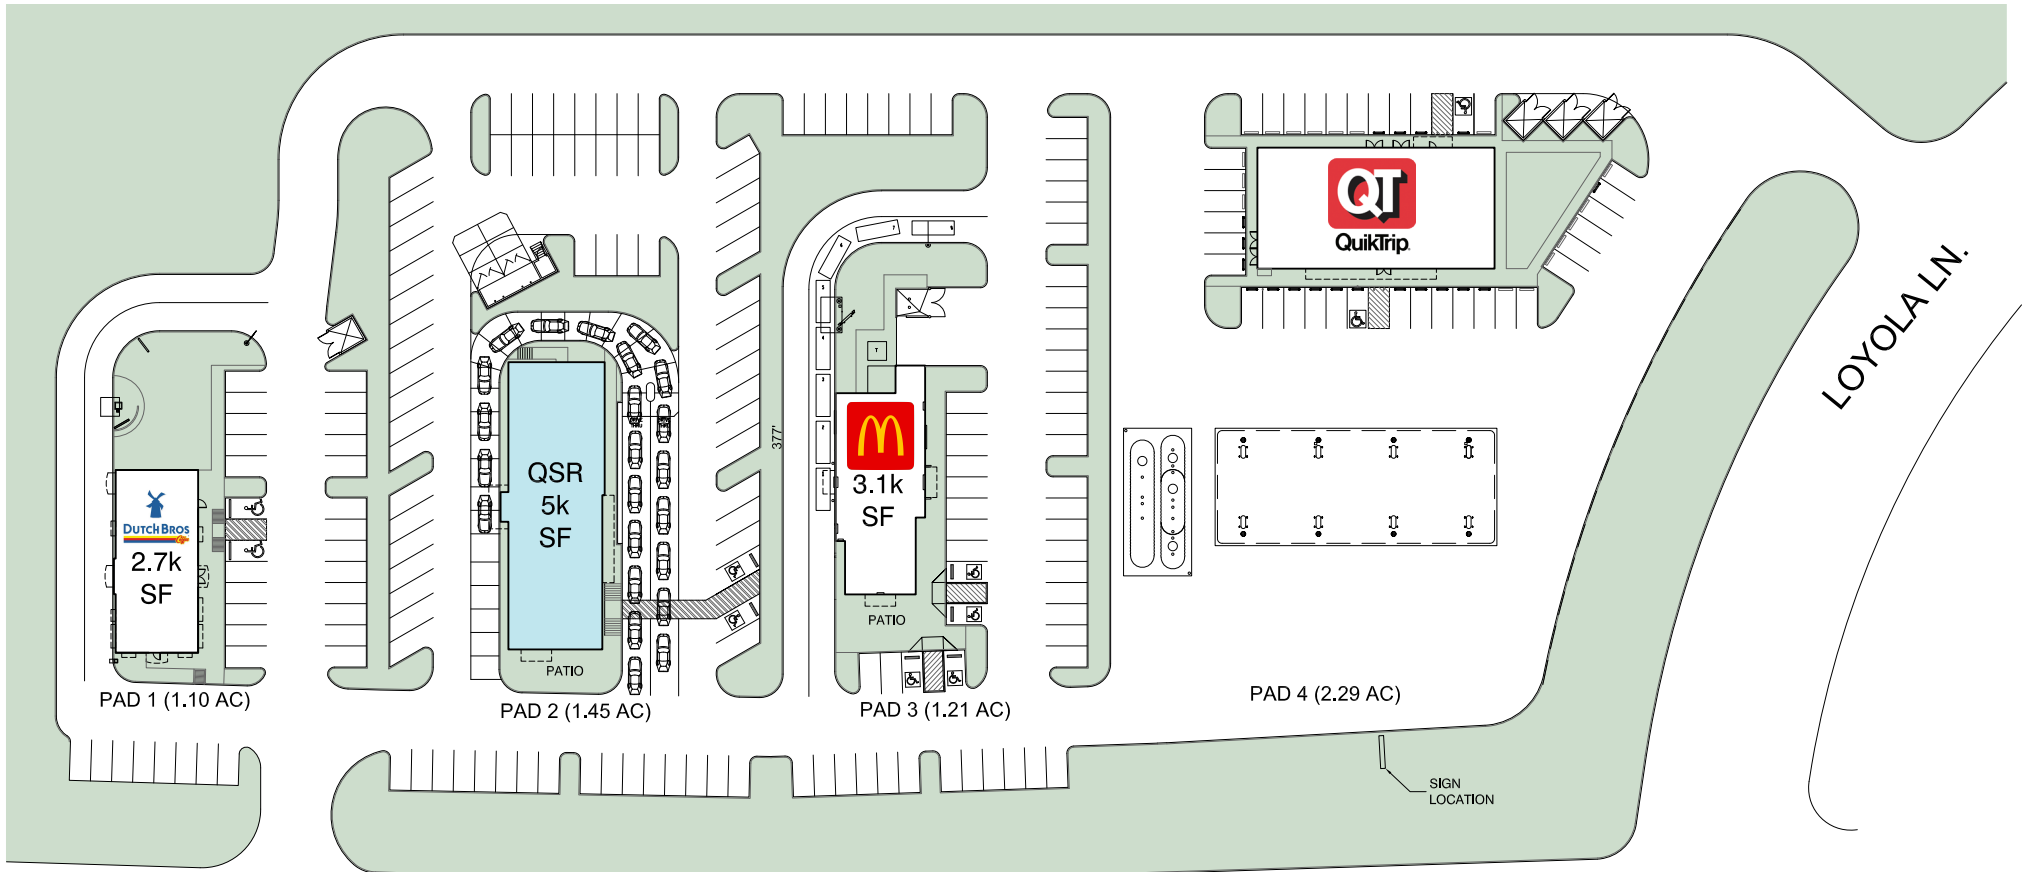 QT
QuikTrip
LOYOLA LN.
377'
QSR
5k
SF
3.1k
SF
DUTCH BROS
2.7k
SF
PATIO
PATIO
PAD 1 (1.10 AC)
PAD 2 (1.45 AC)
PAD 3 (1.21 AC)
PAD 4 (2.29 AC)
SIGN
LOCATION